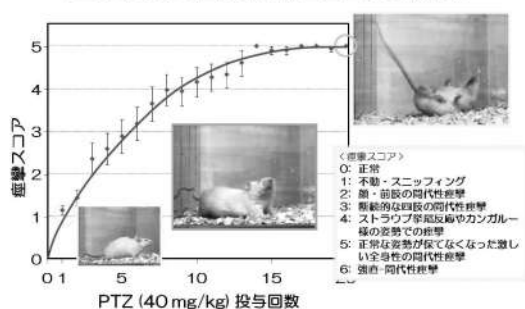 痙攣スコア
5
4
3
2
1
0
0 1 5 10 15 20
PTZ (40 mg/kg) 投与回数
<痙攣スコア>
0: 正常
1: 不動・スニッフィング
2: 顔・前肢の間代性痙攣
3: 断続的な四肢の間代性痙攣
4: ストラウブ挙尾反応やカンガルー
様の姿勢での痙攣
5: 正常な姿勢が保てなくなった激し
い全身性の間代性痙攣
6: 強直-間代性痙攣